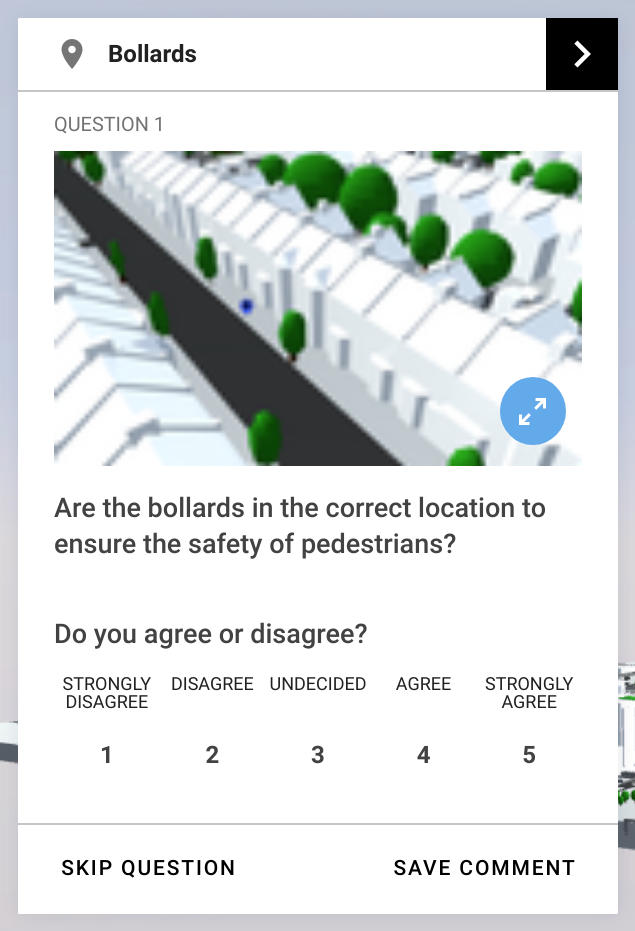 Bollards
QUESTION 1
Are the bollards in the correct location to
ensure the safety of pedestrians?
Do you agree or disagree?
STRONGLY DISAGREE UNDECIDED AGREE STRONGLY
DISAGREE AGREE
1 2 3 4 5
SKIP QUESTION SAVE COMMENT